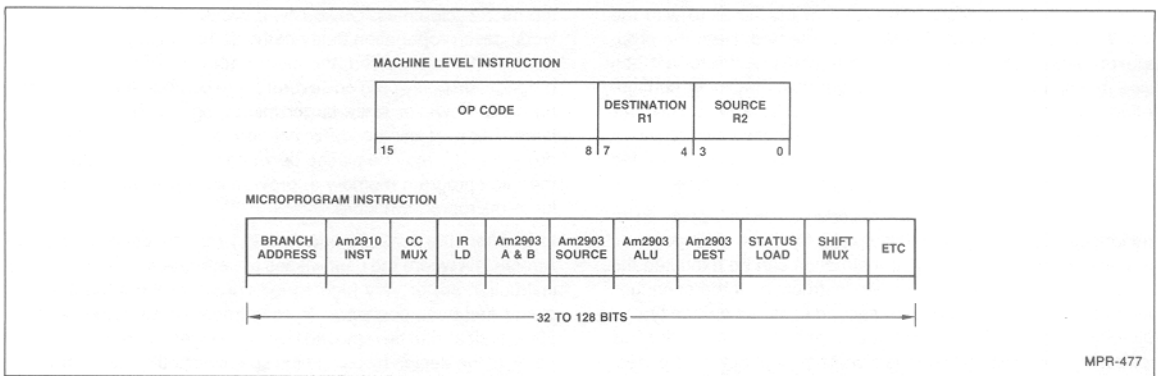 MACHINE LEVEL INSTRUCTION
OP CODE DESTINATION R1 SOURCE R2
15 8 7 4 3 0
MICROPROGRAM INSTRUCTION
BRANCH ADDRESS Am2910 INST CC MUX IR LD Am2903 A & B Am2903 SOURCE Am2903 ALU Am2903 DEST STATUS LOAD SHIFT MUX ETC
32 TO 128 BITS
MPR-477